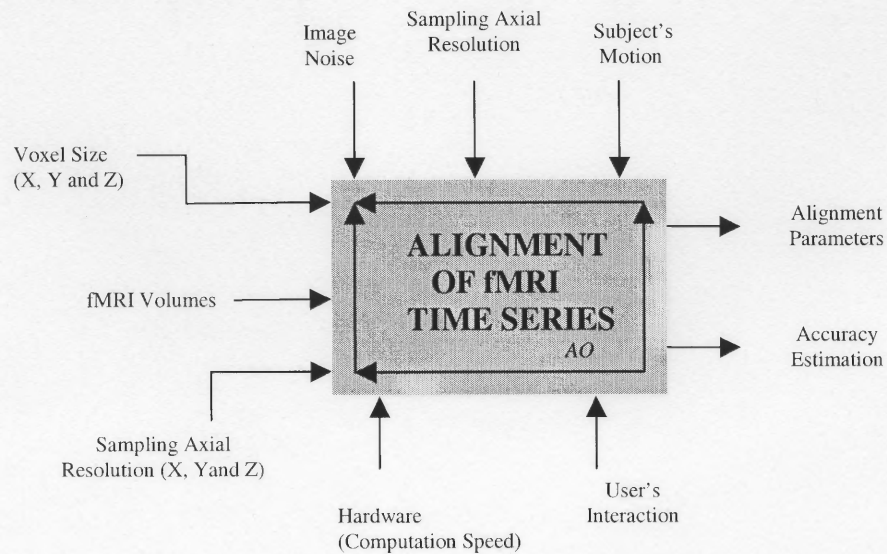 Image
Noise
Sampling Axial
Resolution
Subject's
Motion
Voxel Size
(X, Y and Z)
ALIGNMENT
OF fMRI
TIME SERIES
AO
Alignment
Parameters
fMRI Volumes
Accuracy
Estimation
Sampling Axial
Resolution (X, Yand Z)
Hardware
(Computation Speed)
User's
Interaction